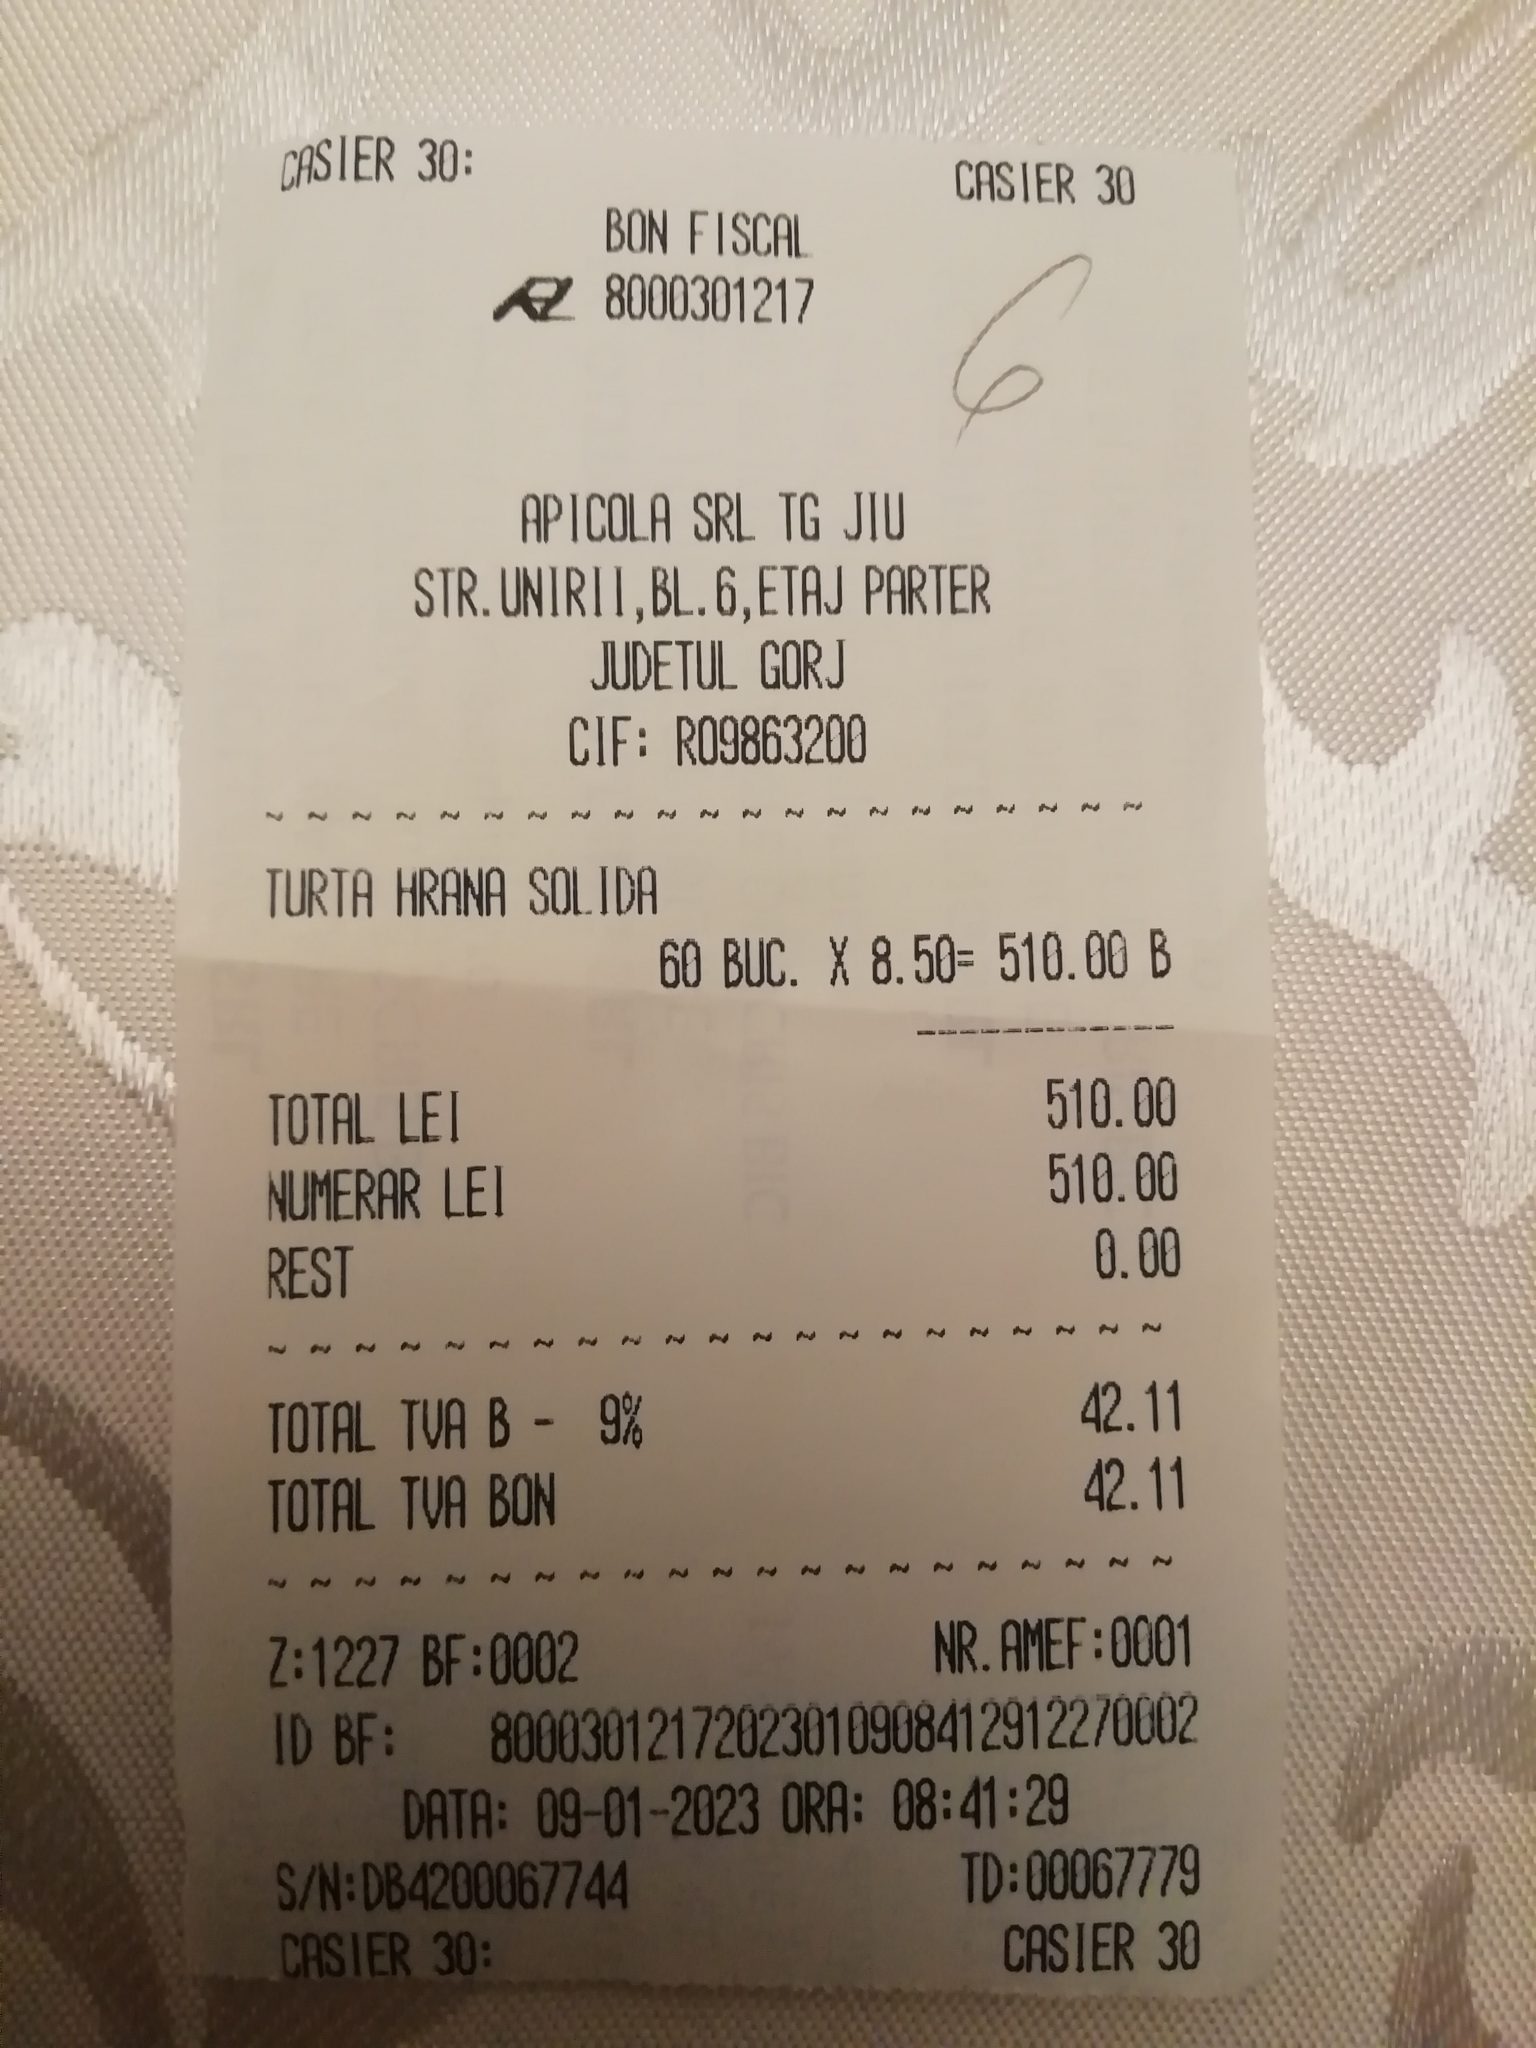 CASIER 30: CASIER 30
BON FISCAL
8000301217
6
APICOLA SRL TG JIU
STR.UNIRII,BL.6,ETAJ PARTER
JUDETUL GORJ
CIF: RO9863200
~ ~ ~ ~ ~ ~ ~ ~ ~ ~ ~ ~ ~ ~ ~ ~ ~ ~ ~ ~ ~
TURTA HRANA SOLIDA
60 BUC. X 8.50= 510.00 B
------------
TOTAL LEI 510.00
NUMERAR LEI 510.00
REST 0.00
~ ~ ~ ~ ~ ~ ~ ~ ~ ~ ~ ~ ~ ~ ~ ~ ~ ~ ~ ~ ~
TOTAL TVA B - 9% 42.11
TOTAL TVA BON 42.11
~ ~ ~ ~ ~ ~ ~ ~ ~ ~ ~ ~ ~ ~ ~ ~ ~ ~ ~ ~ ~
Z:1227 BF:0002 NR.AMEF:0001
ID BF: 80003012172023010908412912270002
DATA: 09-01-2023 ORA: 08:41:29
S/N:DB4200067744 TD:00067779
CASIER 30: CASIER 30